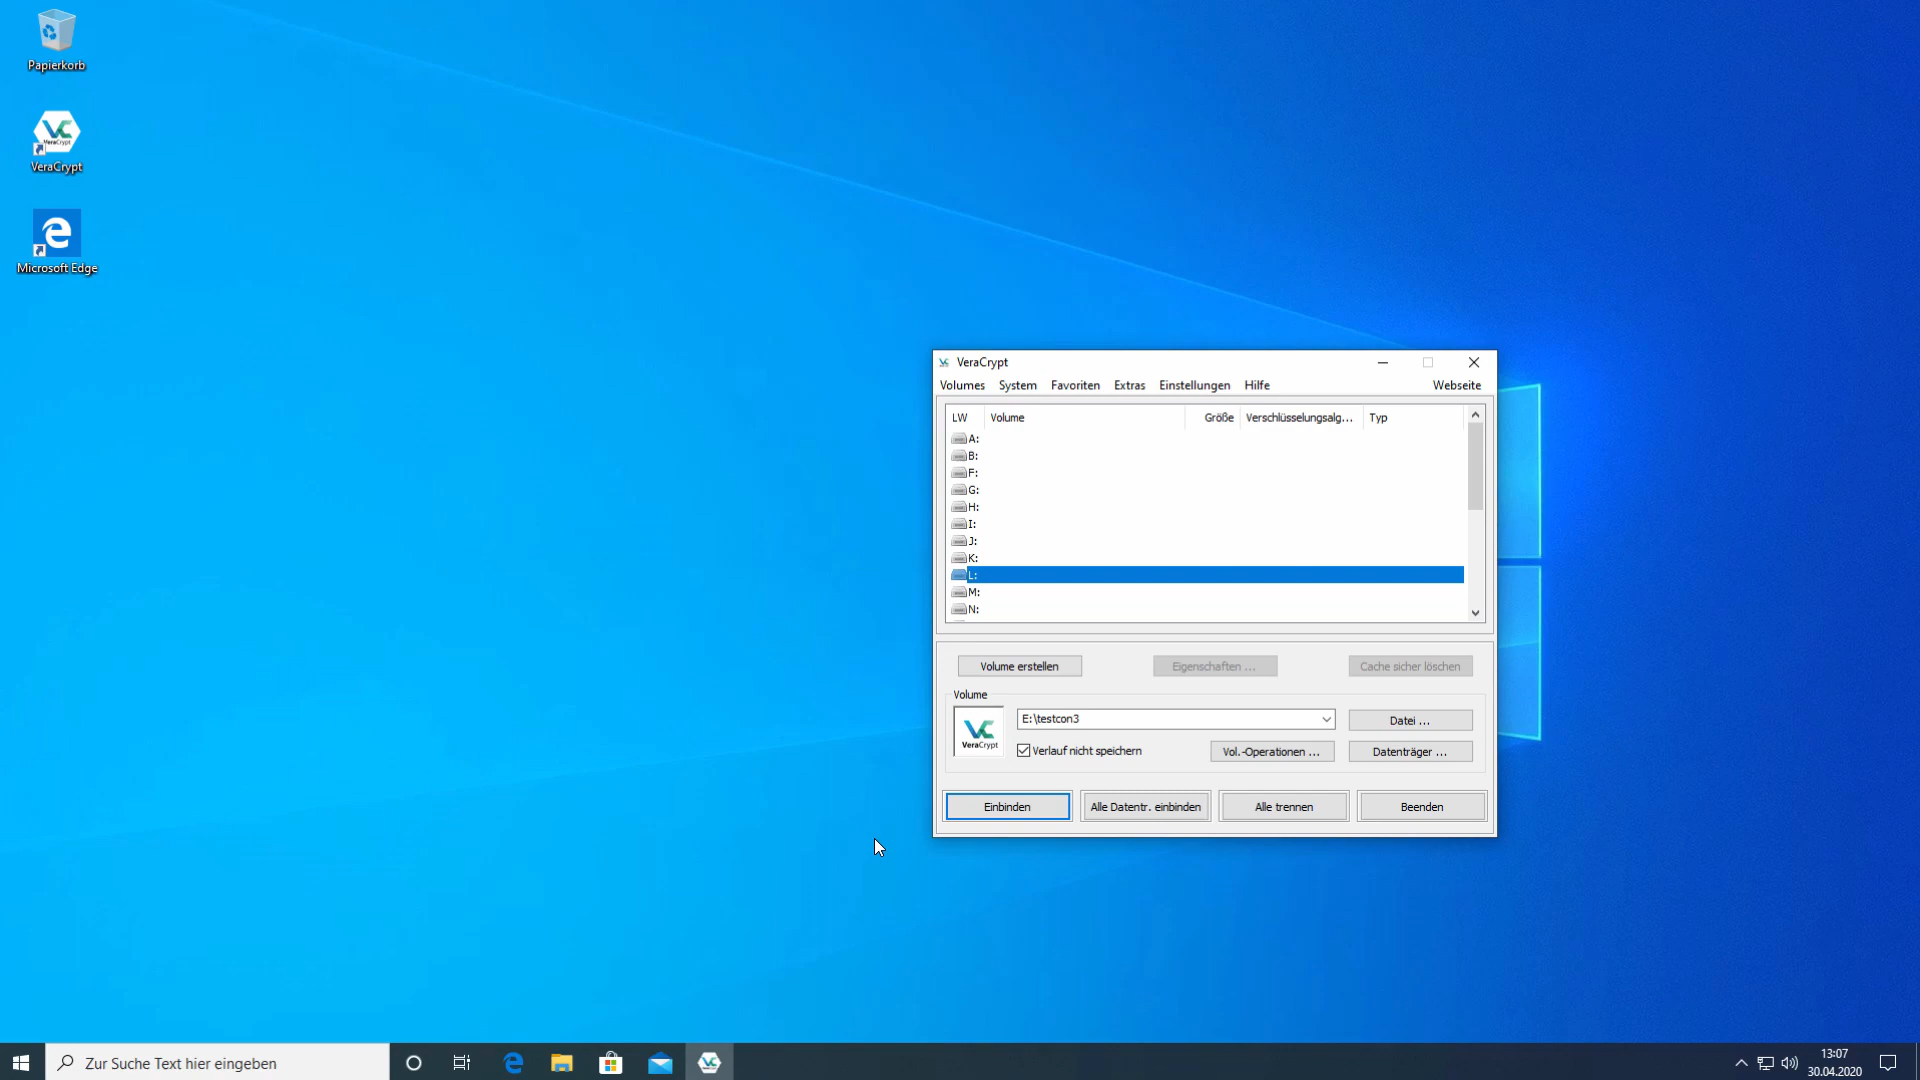 Papierkorb
VeraCrypt
VeraCrypt
Microsoft Edge
VeraCrypt
Volumes System Favoriten Extras Einstellungen Hilfe Webseite
LW Volume Größe Verschlüsselungsalg... Typ
A:
B:
F:
G:
H:
I:
J:
K:
L:
M:
N:
Volume erstellen Eigenschaften ... Cache sicher löschen
Volume
VeraCrypt
E:\testcon3 Datei ...
Verlauf nicht speichern Vol.-Operationen ... Datenträger ...
Einbinden Alle Datentr. einbinden Alle trennen Beenden
Zur Suche Text hier eingeben
13:07
30.04.2020